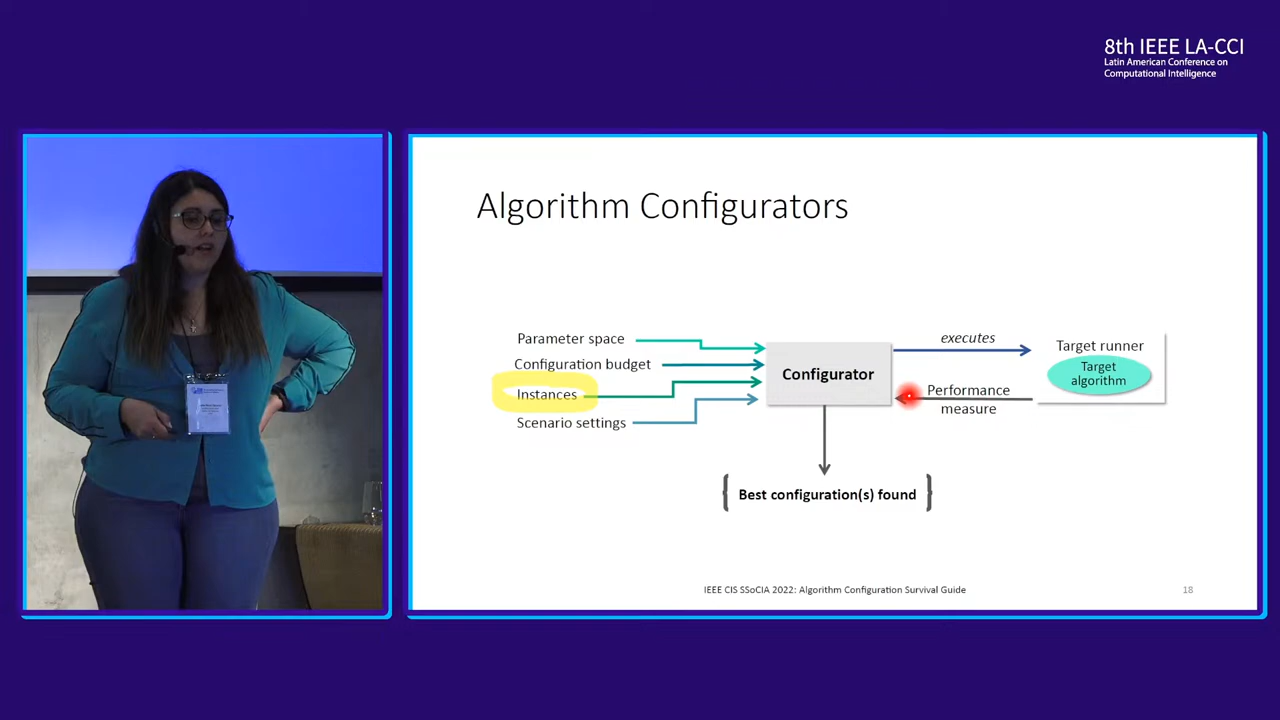 8th IEEE LA-CCI
Latin American Conference on
Computational Intelligence
Algorithm Configurators
Parameter space
Configuration budget
Instances
Scenario settings
Configurator
executes
Target runner
Target
algorithm
Performance
measure
Best configuration(s) found
IEEE CIS SSoCIA 2022: Algorithm Configuration Survival Guide
18